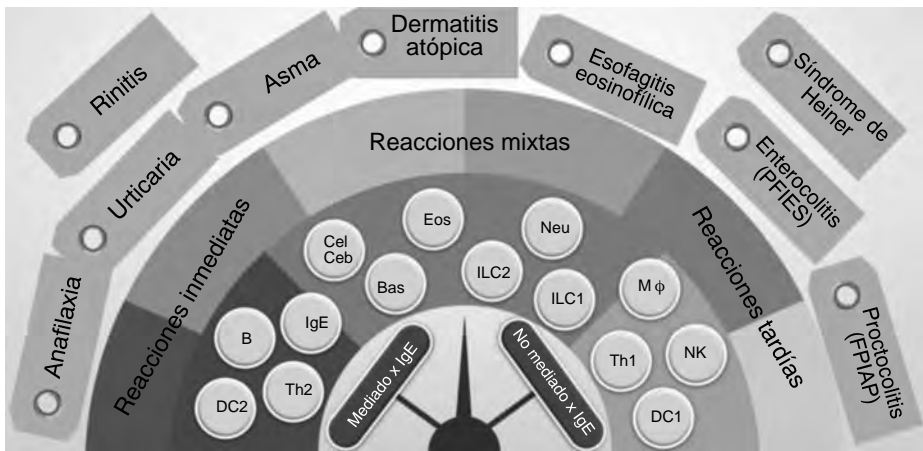 Rinitis
Asma
Dermatitis
atópica
Esofagitis
eosinofílica
Síndrome de
Heiner
Urticaria
Enterocolitis
(PFIES)
Anafilaxia
Proctocolitis
(FPIAP)
Reacciones inmediatas
Reacciones mixtas
Reacciones tardías
Cel
Ceb
Eos
Neu
Bas
ILC2
ILC1
M ϕ
B
IgE
Th1
NK
DC2
Th2
DC1
Mediado x IgE
No mediado x IgE